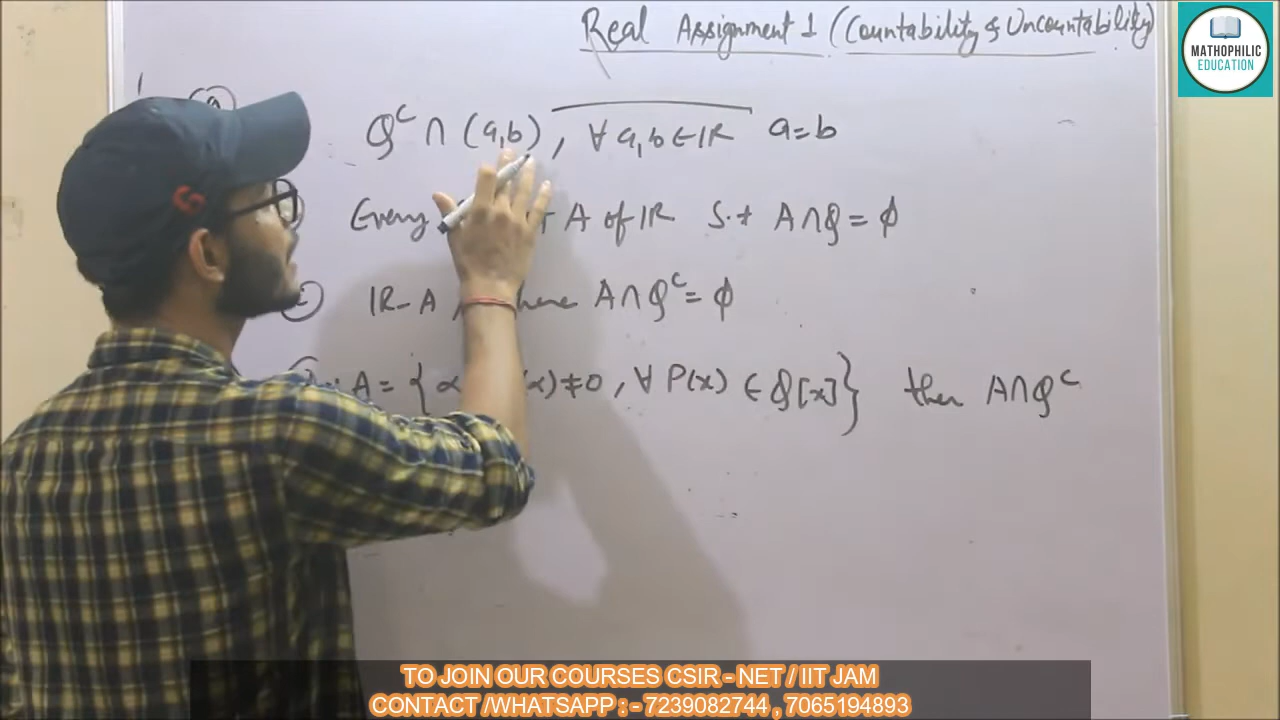 Real Assignment 1 (Countability & Uncountability)
MATHOPHILIC
EDUCATION
1
(a) Q^c ∩ (a,b), ∀ a,b ∈ IR a=b
Every A of IR S.t A∩Q = ϕ
IR-A A∩Q^c = ϕ
A = { α (α) ≠ 0, ∀ P(x) ∈ Q[x] } then A∩Q^c
TO JOIN OUR COURSES CSIR - NET / IIT JAM
CONTACT /WHATSAPP : - 7239082744 , 7065194893